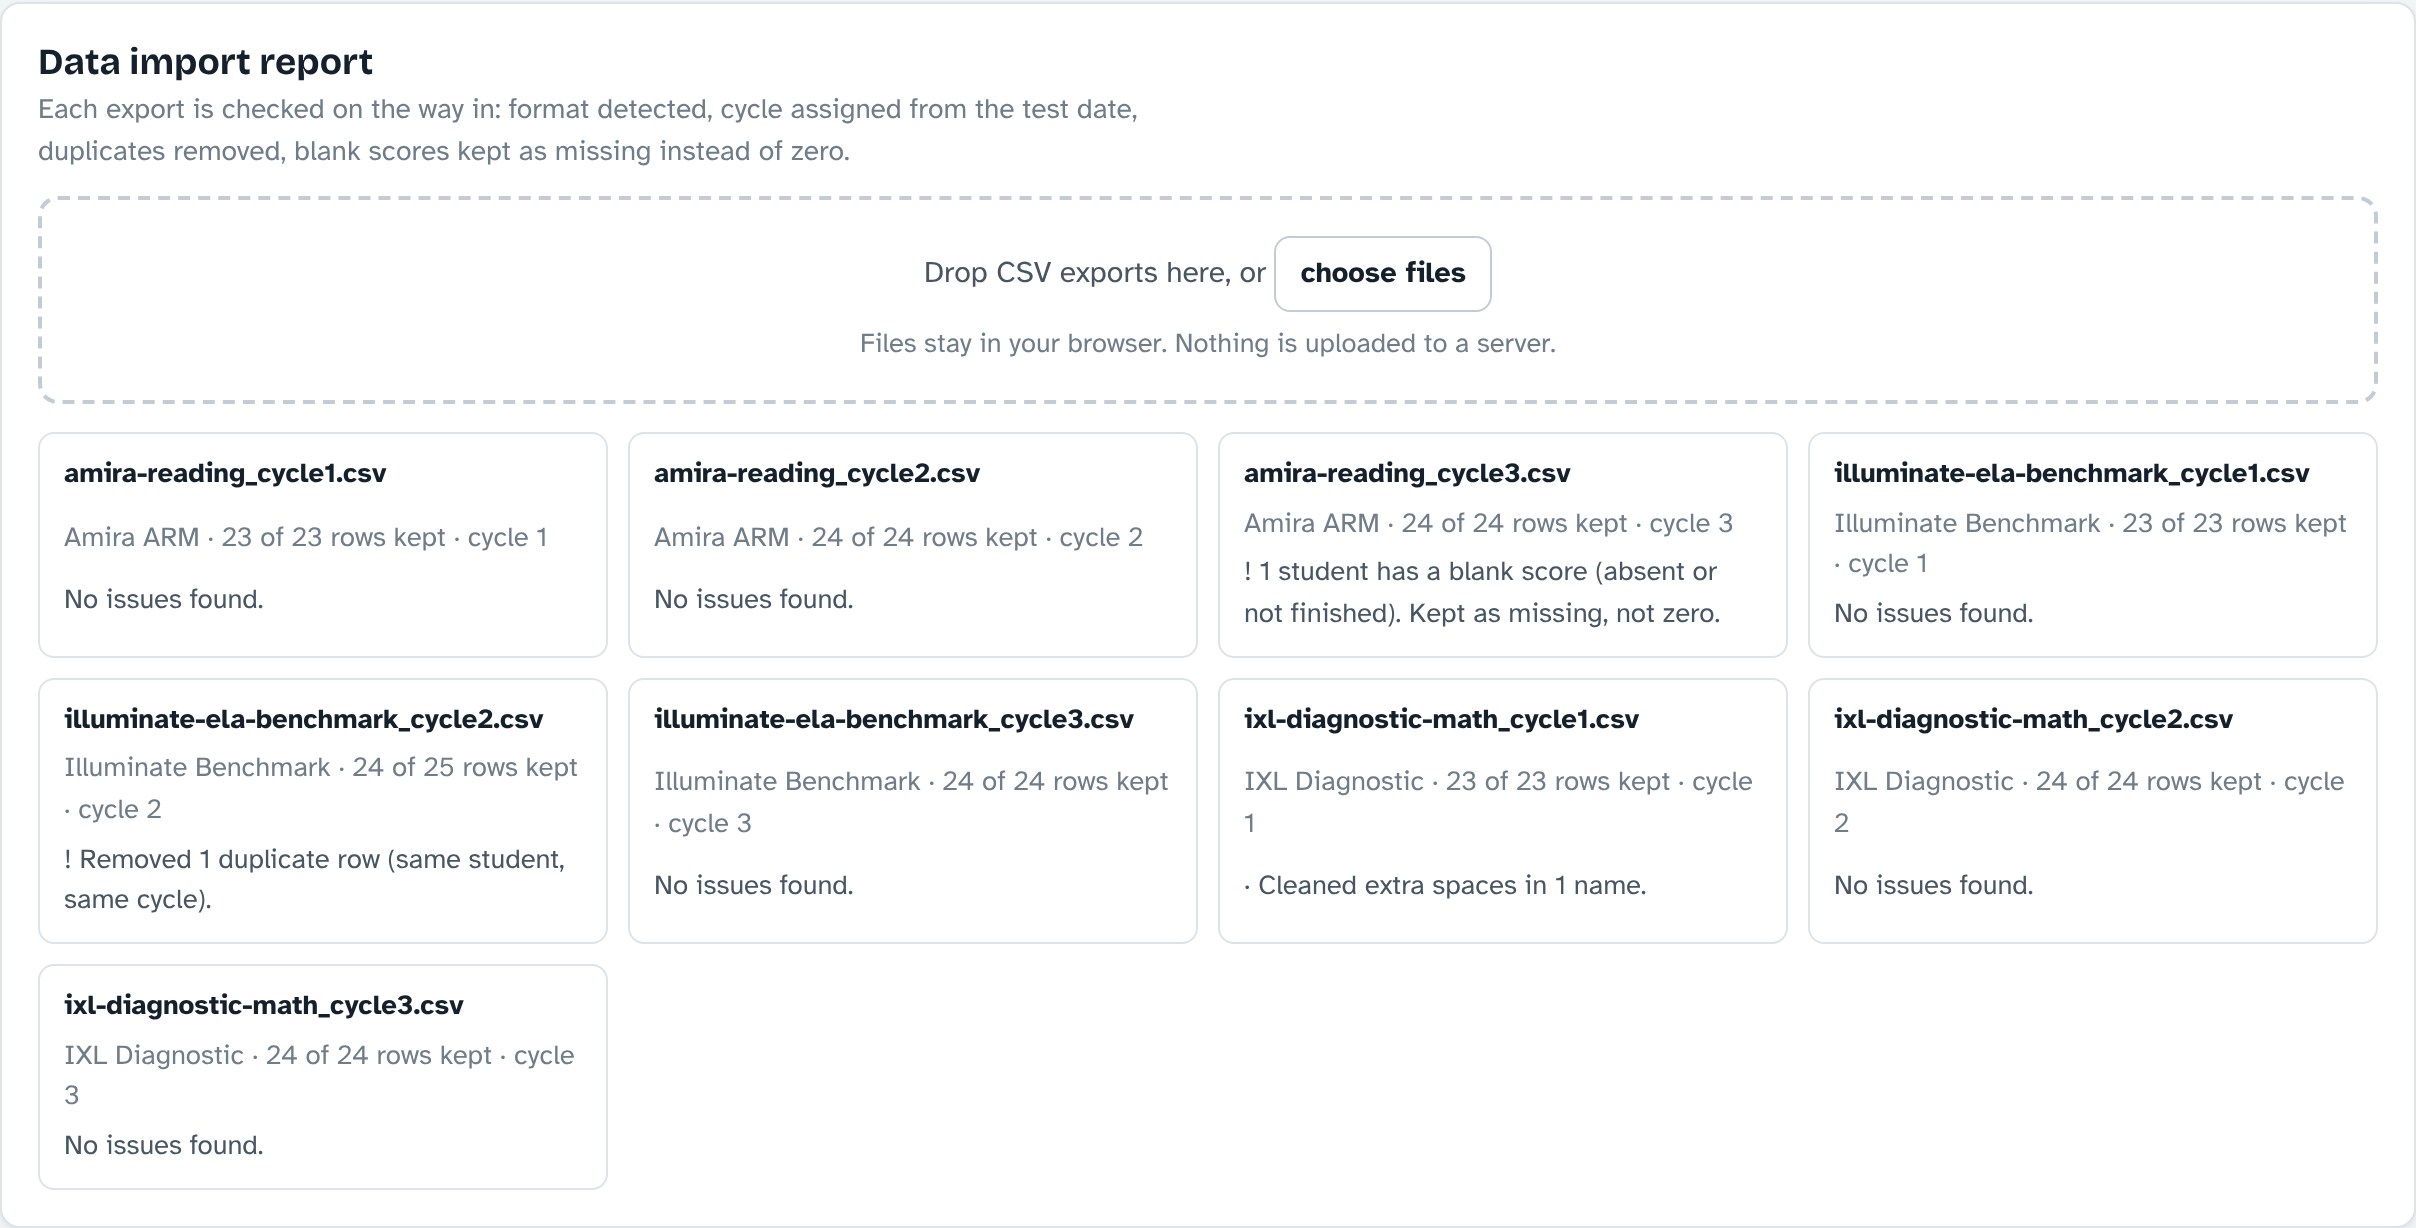 Data import report
Each export is checked on the way in: format detected, cycle assigned from the test date,
duplicates removed, blank scores kept as missing instead of zero.
Drop CSV exports here, or choose files
Files stay in your browser. Nothing is uploaded to a server.
amira-reading_cycle1.csv
Amira ARM · 23 of 23 rows kept · cycle 1
No issues found.
amira-reading_cycle2.csv
Amira ARM · 24 of 24 rows kept · cycle 2
No issues found.
amira-reading_cycle3.csv
Amira ARM · 24 of 24 rows kept · cycle 3
! 1 student has a blank score (absent or
not finished). Kept as missing, not zero.
illuminate-ela-benchmark_cycle1.csv
Illuminate Benchmark · 23 of 23 rows kept
· cycle 1
No issues found.
illuminate-ela-benchmark_cycle2.csv
Illuminate Benchmark · 24 of 25 rows kept
· cycle 2
! Removed 1 duplicate row (same student,
same cycle).
illuminate-ela-benchmark_cycle3.csv
Illuminate Benchmark · 24 of 24 rows kept
· cycle 3
No issues found.
ixl-diagnostic-math_cycle1.csv
IXL Diagnostic · 23 of 23 rows kept · cycle
1
· Cleaned extra spaces in 1 name.
ixl-diagnostic-math_cycle2.csv
IXL Diagnostic · 24 of 24 rows kept · cycle
2
No issues found.
ixl-diagnostic-math_cycle3.csv
IXL Diagnostic · 24 of 24 rows kept · cycle
3
No issues found.